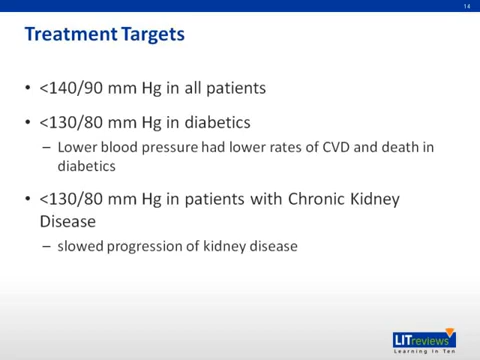 14
Treatment Targets
• <140/90 mm Hg in all patients
• <130/80 mm Hg in diabetics
– Lower blood pressure had lower rates of CVD and death in
diabetics
• <130/80 mm Hg in patients with Chronic Kidney
Disease
– slowed progression of kidney disease
LITreviews
Learning in Ten